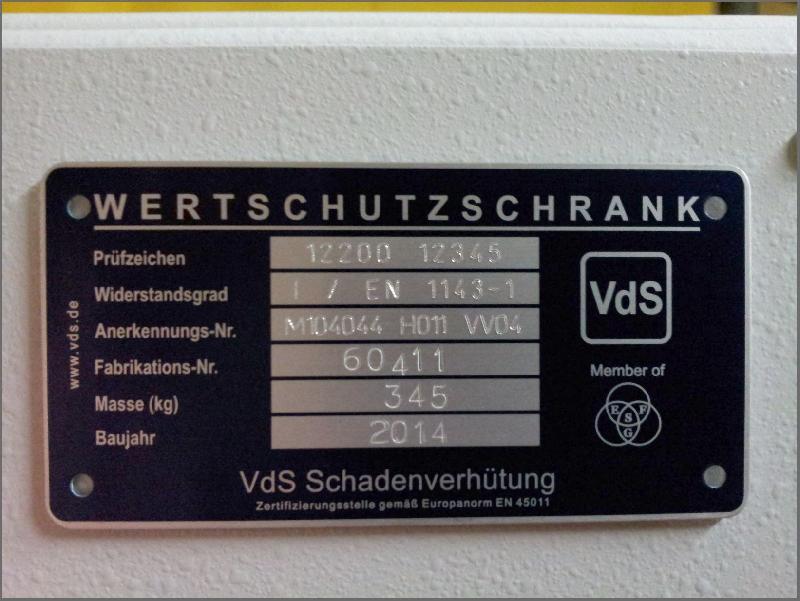 WERTSCHUTZSCHRANK
Prüfzeichen 12200 12345
Widerstandsgrad I / EN 1143-1
Anerkennungs-Nr. M104044 H011 VV04
Fabrikations-Nr. 60411
Masse (kg) 345
Baujahr 2014
www.vds.de
VdS
Member of
E S F
G
VdS Schadenverhütung
Zertifizierungsstelle gemäß Europanorm EN 45011